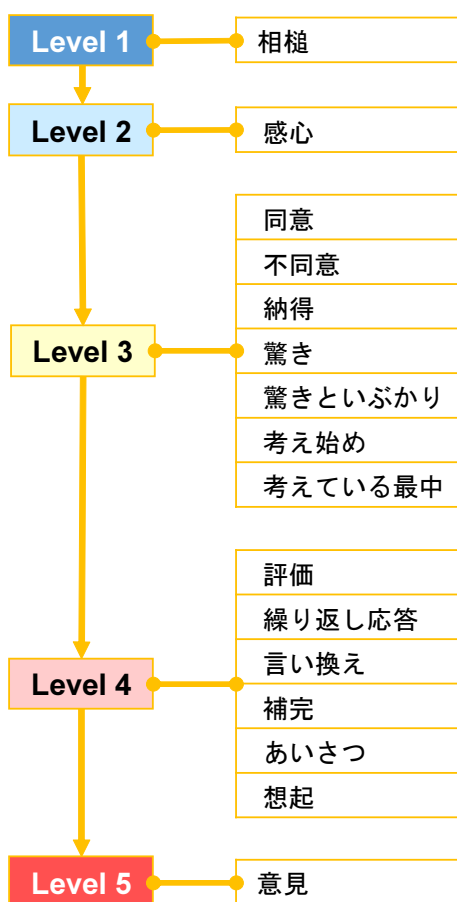 Level 1
相槌
Level 2
感心
Level 3
同意
不同意
納得
驚き
驚きといぶかり
考え始め
考えている最中
Level 4
評価
繰り返し応答
言い換え
補完
あいさつ
想起
Level 5
意見